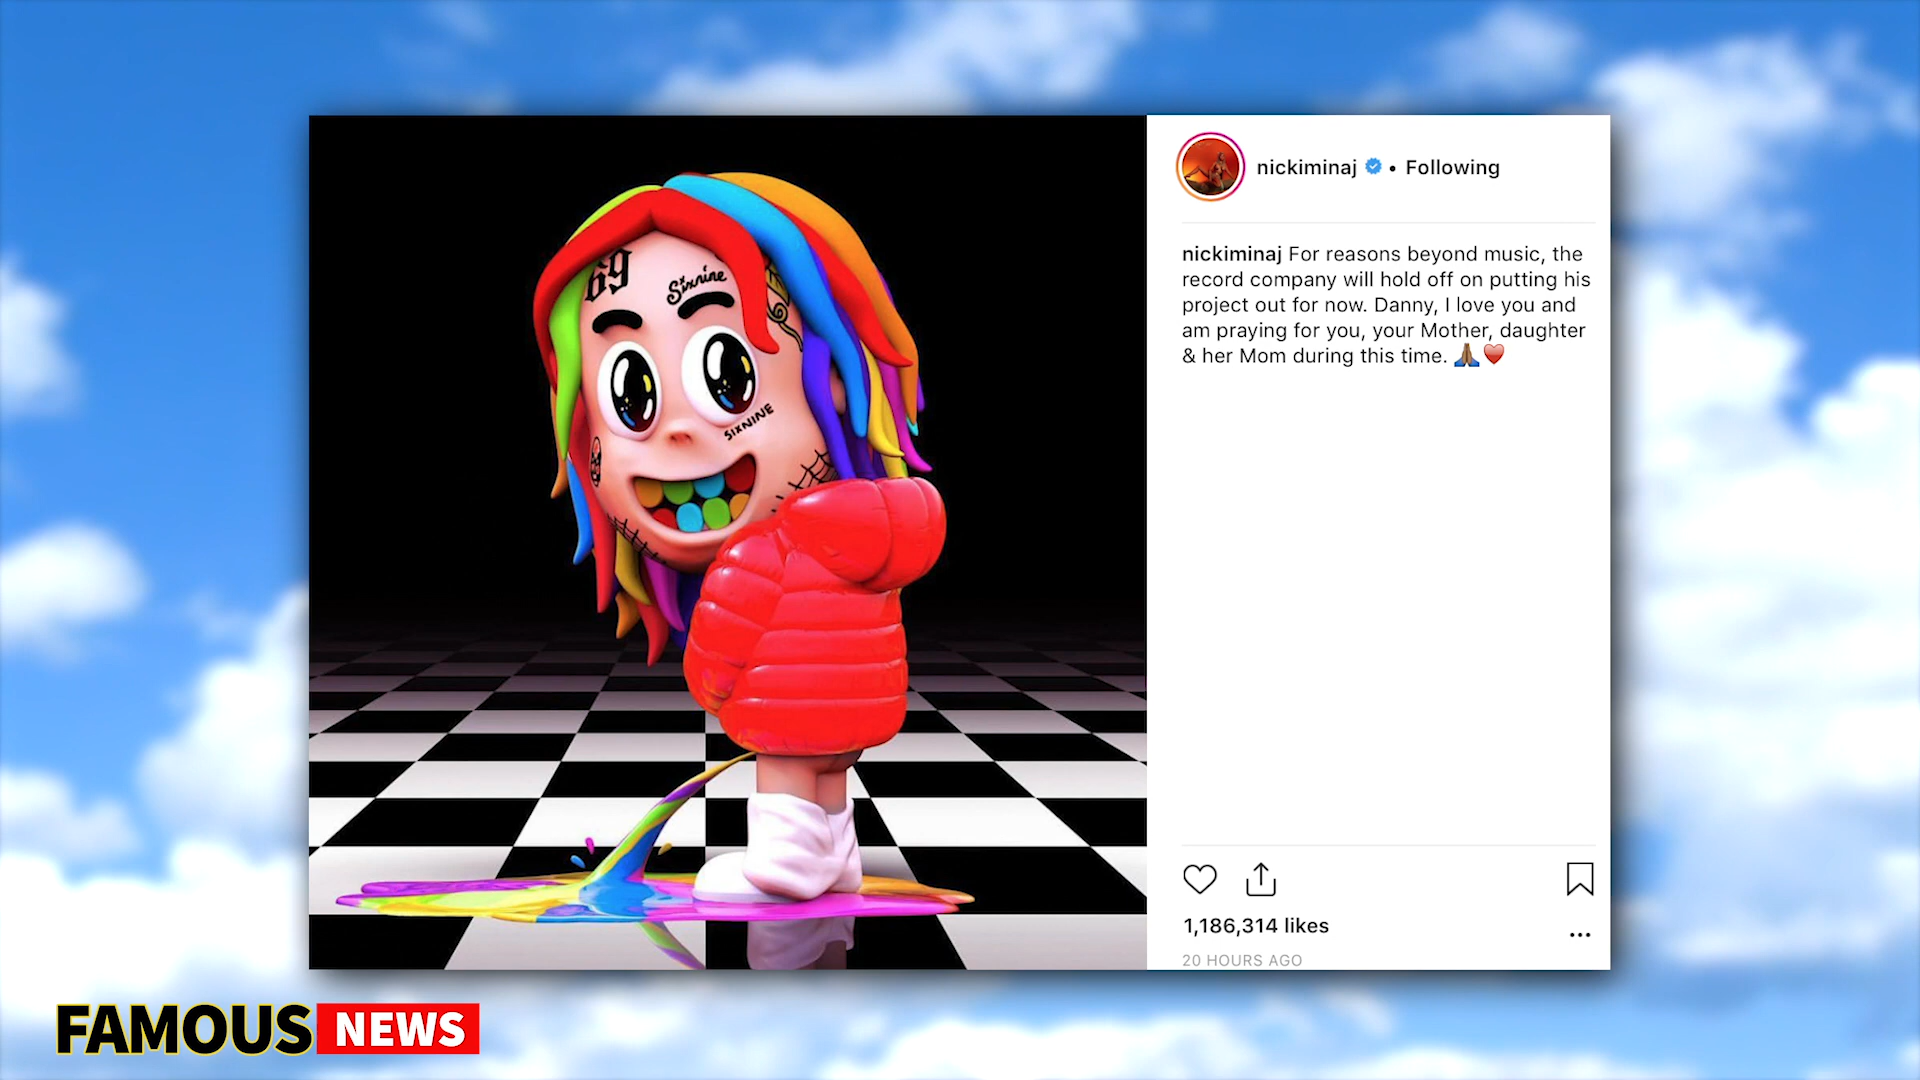 nickiminaj • Following
nickiminaj For reasons beyond music, the
record company will hold off on putting his
project out for now. Danny, I love you and
am praying for you, your Mother, daughter
& her Mom during this time. 🙏🏾❤️
69
Sixnine
SIXNINE
1,186,314 likes
20 HOURS AGO
FAMOUS NEWS